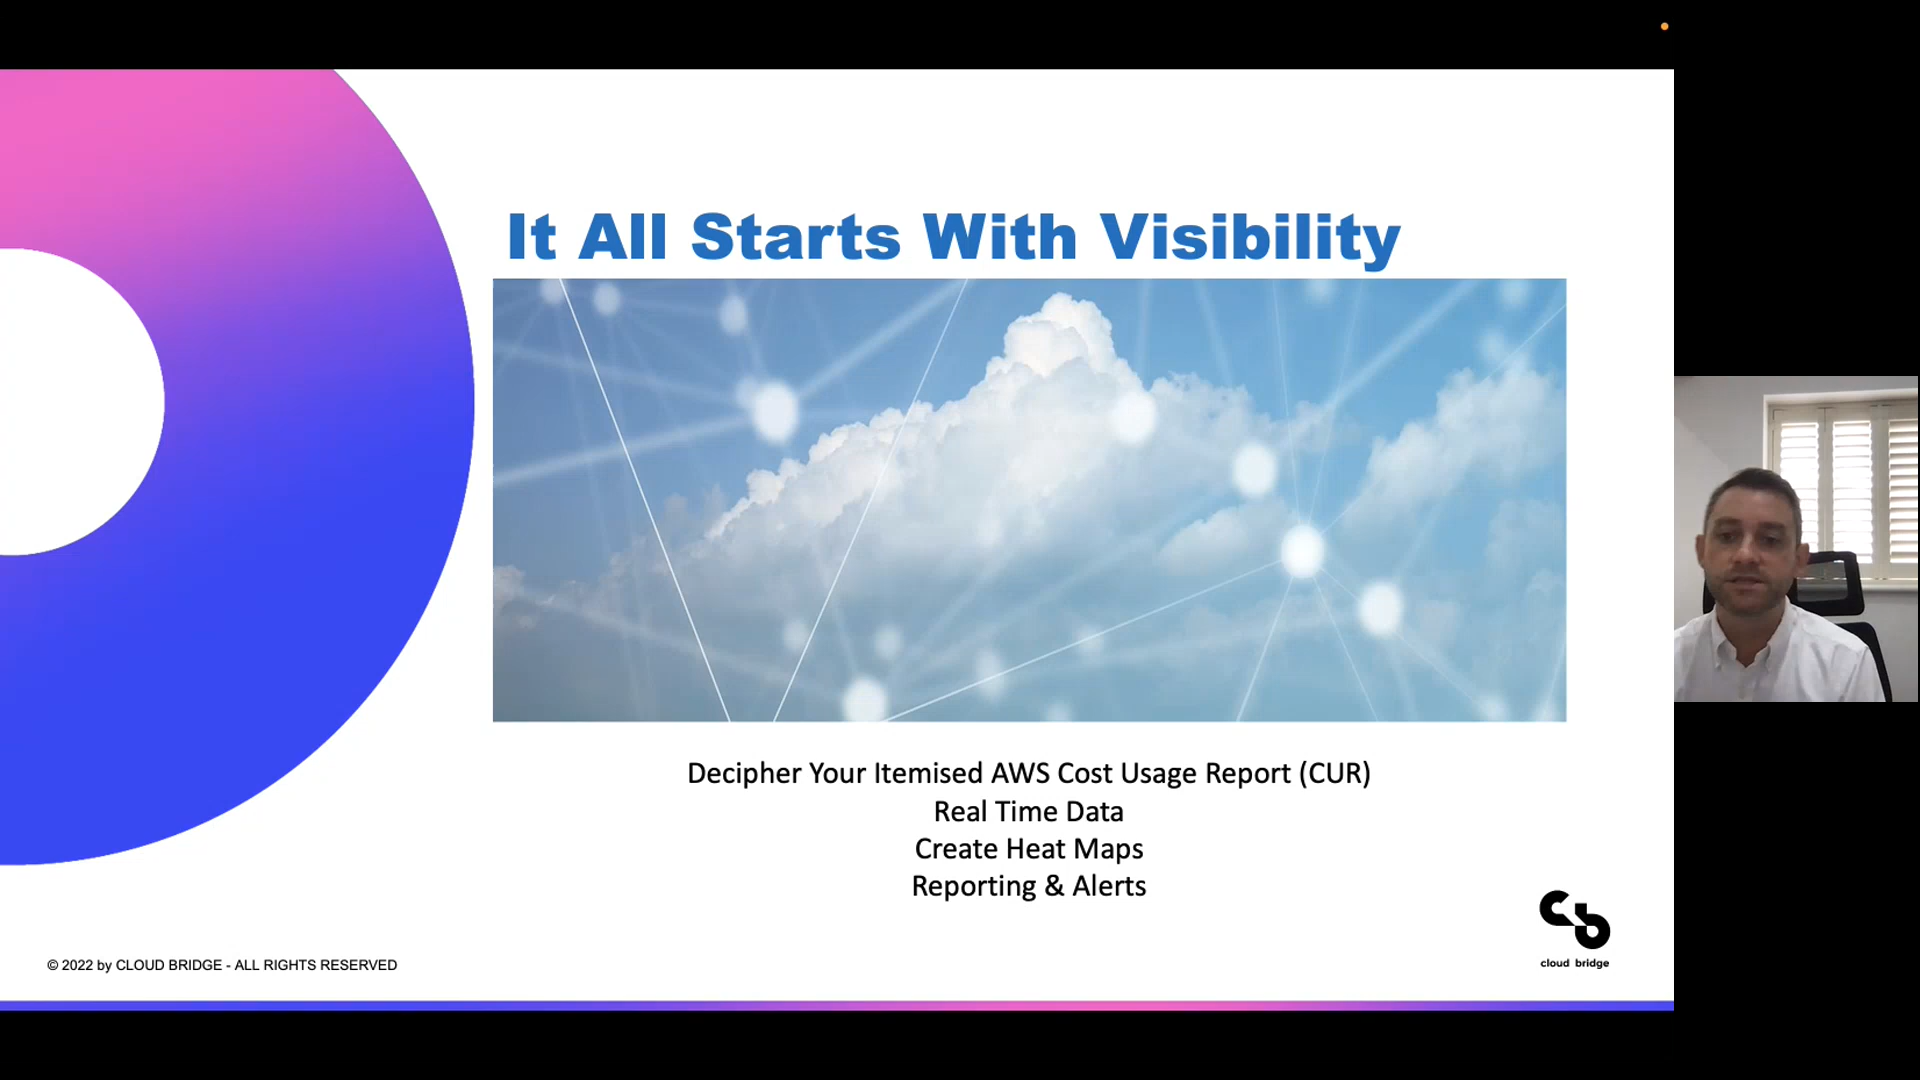 It All Starts With Visibility
Decipher Your Itemised AWS Cost Usage Report (CUR)
Real Time Data
Create Heat Maps
Reporting & Alerts
cb
cloud bridge
© 2022 by CLOUD BRIDGE - ALL RIGHTS RESERVED